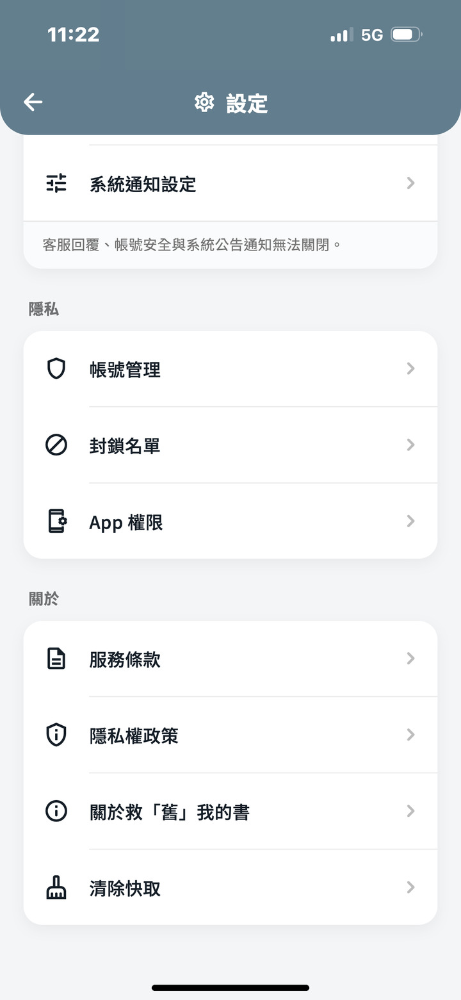 11:22
5G
設定
系統通知設定
客服回覆、帳號安全與系統公告通知無法關閉。
隱私
帳號管理
封鎖名單
App 權限
關於
服務條款
隱私權政策
關於救「舊」我的書
清除快取